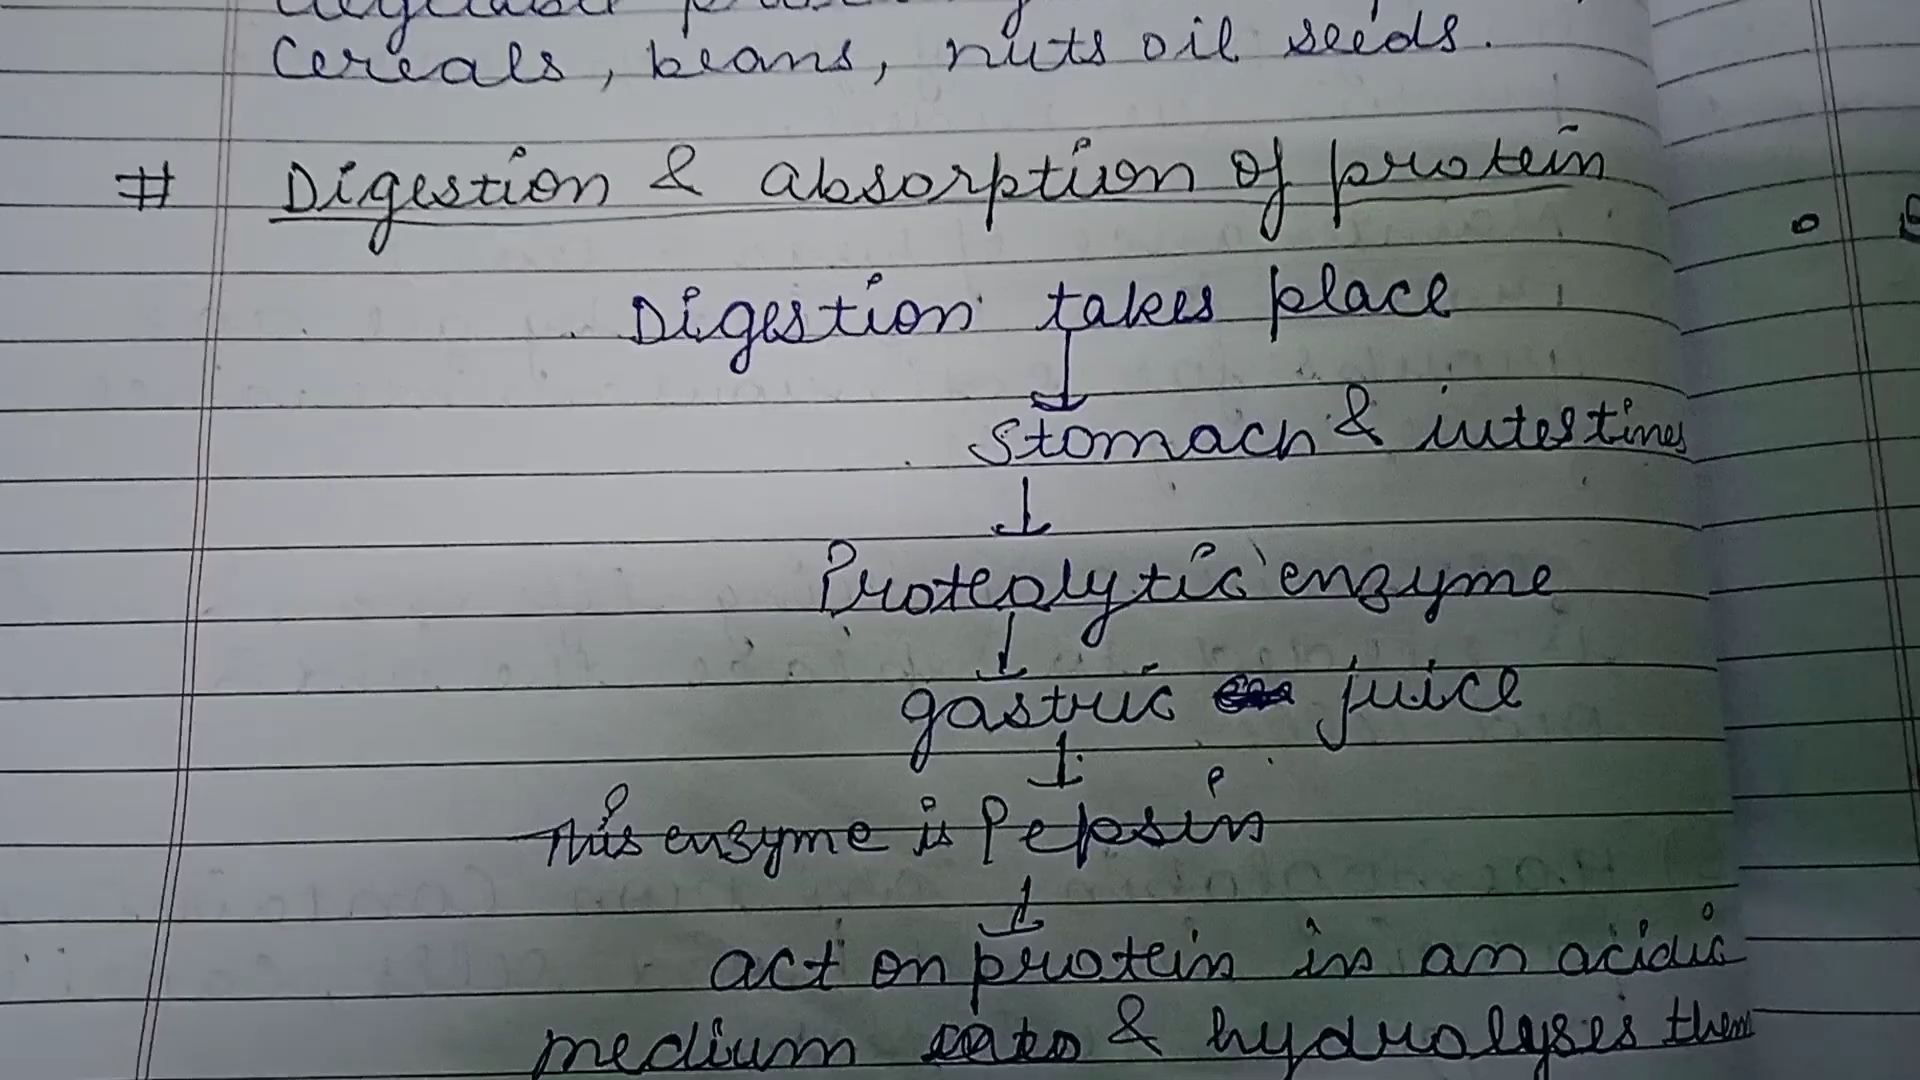 Cereals, beans, nuts oil seeds.
# Digestion & absorption of protein
Digestion takes place
↓
Stomach & intestines
↓
Proteolytic enzyme
↓
gastric juice
↓
This enzyme is Pepsin
↓
act on protein in an acidic
medium & hydrolyses them